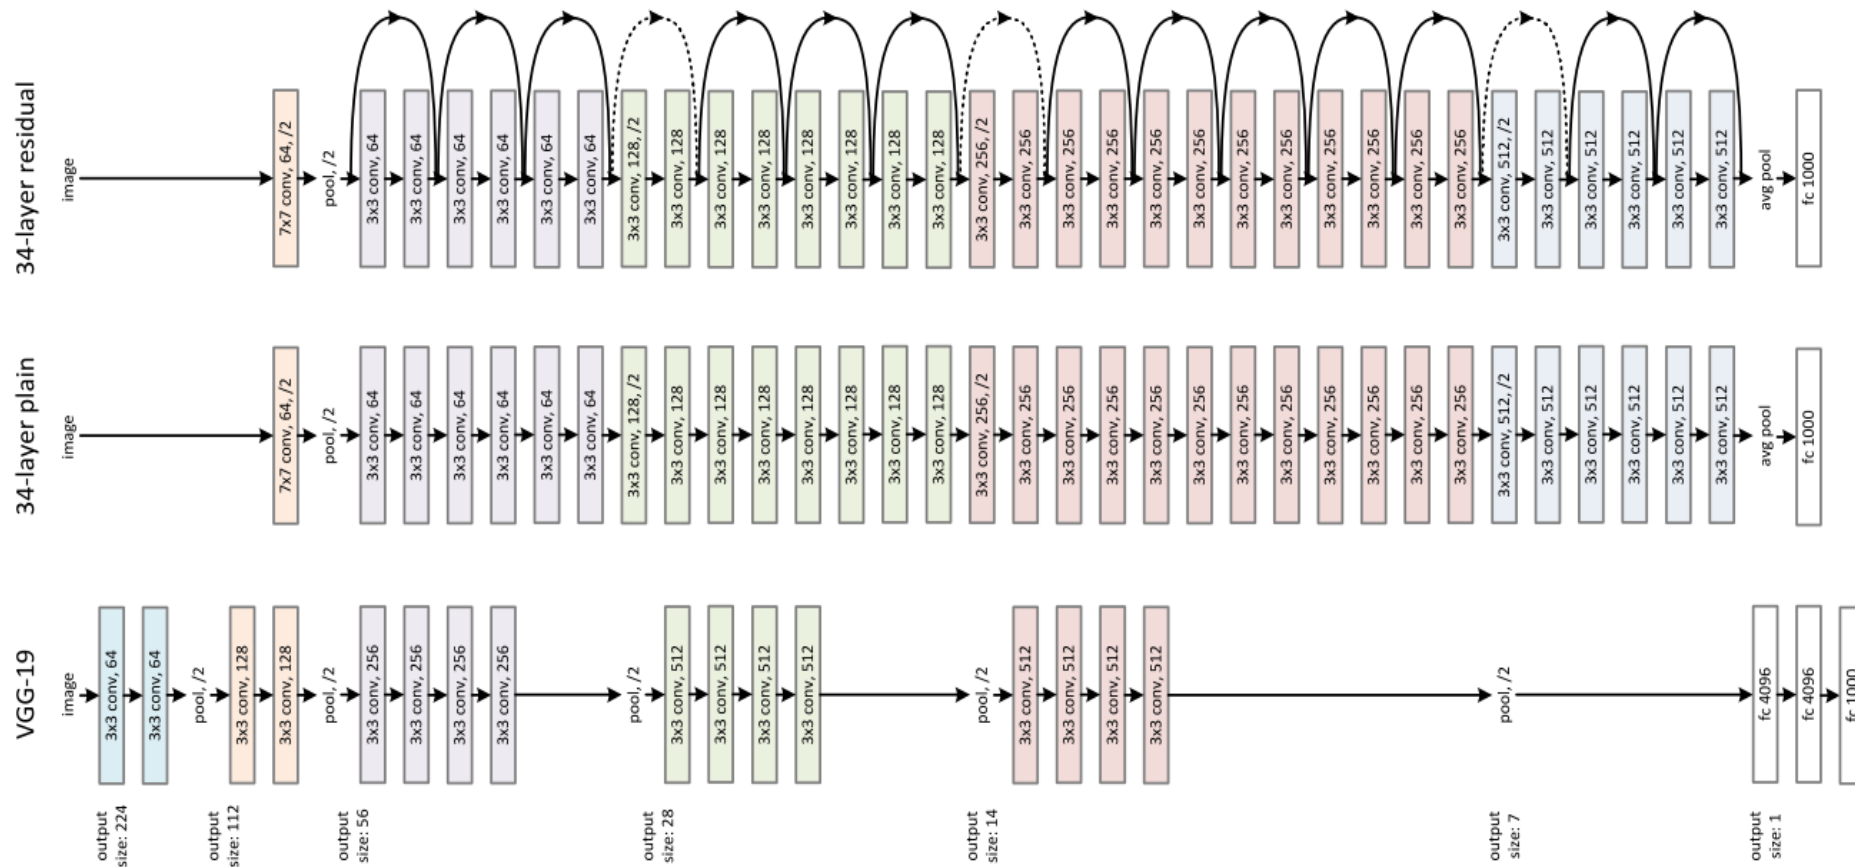 34-layer residual
image
7x7 conv, 64, /2
pool, /2
3x3 conv, 64
3x3 conv, 64
3x3 conv, 64
3x3 conv, 64
3x3 conv, 64
3x3 conv, 64
3x3 conv, 128, /2
3x3 conv, 128
3x3 conv, 128
3x3 conv, 128
3x3 conv, 128
3x3 conv, 128
3x3 conv, 128
3x3 conv, 128
3x3 conv, 256, /2
3x3 conv, 256
3x3 conv, 256
3x3 conv, 256
3x3 conv, 256
3x3 conv, 256
3x3 conv, 256
3x3 conv, 256
3x3 conv, 256
3x3 conv, 256
3x3 conv, 256
3x3 conv, 256
3x3 conv, 512, /2
3x3 conv, 512
3x3 conv, 512
3x3 conv, 512
3x3 conv, 512
3x3 conv, 512
avg pool
fc 1000
34-layer plain
image
7x7 conv, 64, /2
pool, /2
3x3 conv, 64
3x3 conv, 64
3x3 conv, 64
3x3 conv, 64
3x3 conv, 64
3x3 conv, 64
3x3 conv, 128, /2
3x3 conv, 128
3x3 conv, 128
3x3 conv, 128
3x3 conv, 128
3x3 conv, 128
3x3 conv, 128
3x3 conv, 128
3x3 conv, 256, /2
3x3 conv, 256
3x3 conv, 256
3x3 conv, 256
3x3 conv, 256
3x3 conv, 256
3x3 conv, 256
3x3 conv, 256
3x3 conv, 256
3x3 conv, 256
3x3 conv, 256
3x3 conv, 256
3x3 conv, 512, /2
3x3 conv, 512
3x3 conv, 512
3x3 conv, 512
3x3 conv, 512
3x3 conv, 512
avg pool
fc 1000
VGG-19
image
3x3 conv, 64
3x3 conv, 64
pool, /2
3x3 conv, 128
3x3 conv, 128
pool, /2
3x3 conv, 256
3x3 conv, 256
3x3 conv, 256
3x3 conv, 256
pool, /2
3x3 conv, 512
3x3 conv, 512
3x3 conv, 512
3x3 conv, 512
pool, /2
3x3 conv, 512
3x3 conv, 512
3x3 conv, 512
3x3 conv, 512
pool, /2
fc 4096
fc 4096
fc 1000
output
size: 224
output
size: 112
output
size: 56
output
size: 28
output
size: 14
output
size: 7
output
size: 1